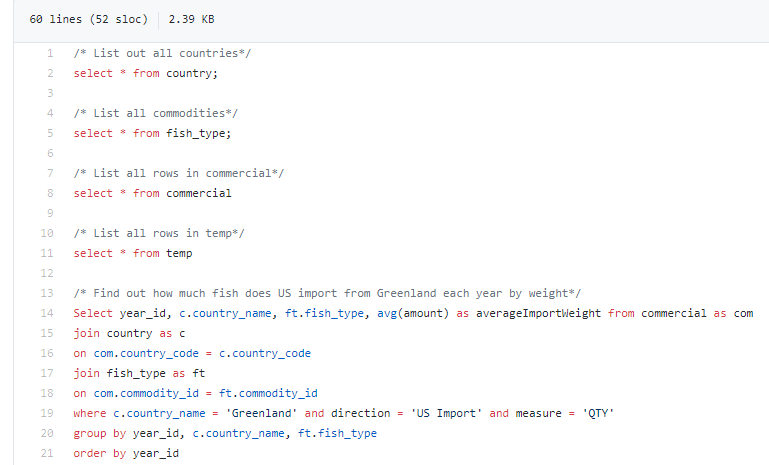 60 lines (52 sloc) 2.39 KB
1 /* List out all countries*/
2 select * from country;
3
4 /* List all commodities*/
5 select * from fish_type;
6
7 /* List all rows in commercial*/
8 select * from commercial
9
10 /* List all rows in temp*/
11 select * from temp
12
13 /* Find out how much fish does US import from Greenland each year by weight*/
14 Select year_id, c.country_name, ft.fish_type, avg(amount) as averageImportWeight from commercial as com
15 join country as c
16 on com.country_code = c.country_code
17 join fish_type as ft
18 on com.commodity_id = ft.commodity_id
19 where c.country_name = 'Greenland' and direction = 'US Import' and measure = 'QTY'
20 group by year_id, c.country_name, ft.fish_type
21 order by year_id